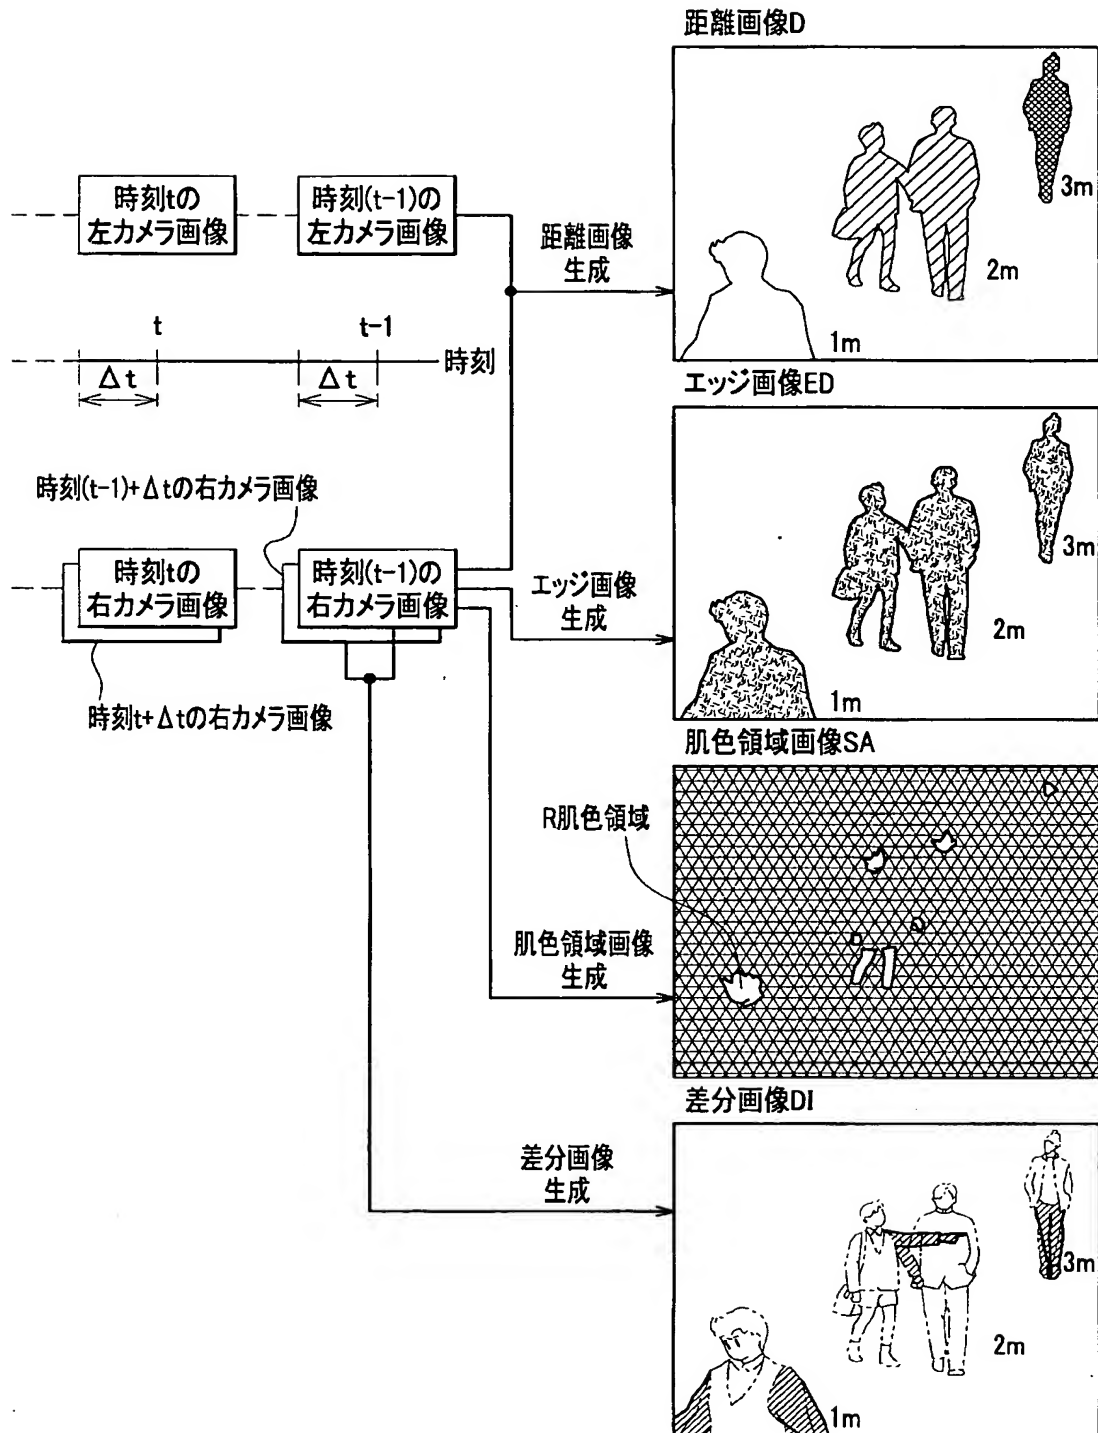 距離画像D
3m
2m
1m
時刻tの
左カメラ画像
時刻(t-1)の
左カメラ画像
距離画像
生成
t
t-1
時刻
Δt
Δt
エッジ画像ED
3m
2m
1m
時刻(t-1)+Δtの右カメラ画像
時刻tの
右カメラ画像
時刻(t-1)の
右カメラ画像
エッジ画像
生成
時刻t+Δtの右カメラ画像
肌色領域画像SA
R肌色領域
肌色領域画像
生成
差分画像DI
差分画像
生成
3m
2m
1m